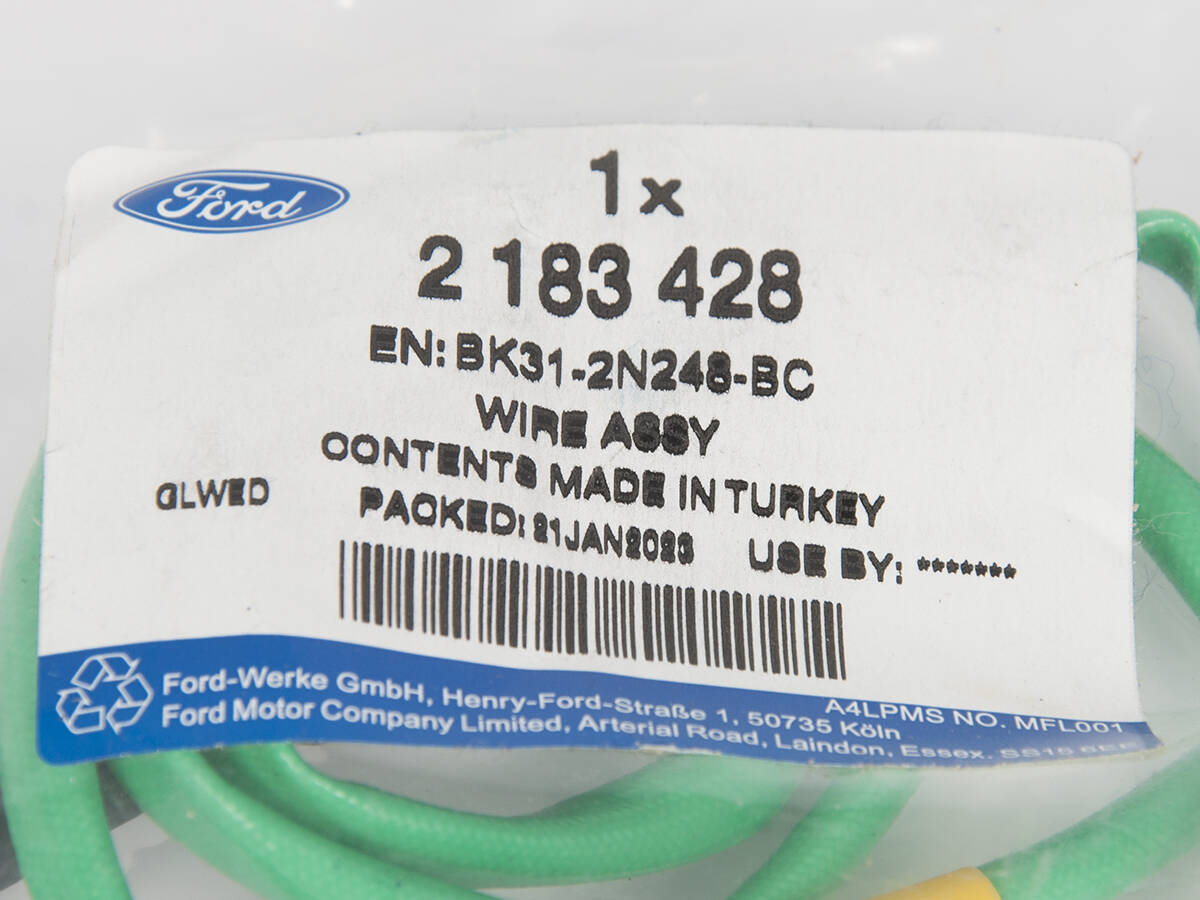 Ford
1x
2 183 428
EN: BK31-2N248-BC
WIRE ASSY
CONTENTS MADE IN TURKEY
GLWED
PACKED: 21JAN2023 USE BY: *******
A4LPMS NO. MFL001
Ford-Werke GmbH, Henry-Ford-Straße 1, 50735 Köln
Ford Motor Company Limited, Arterial Road, Laindon, Essex.